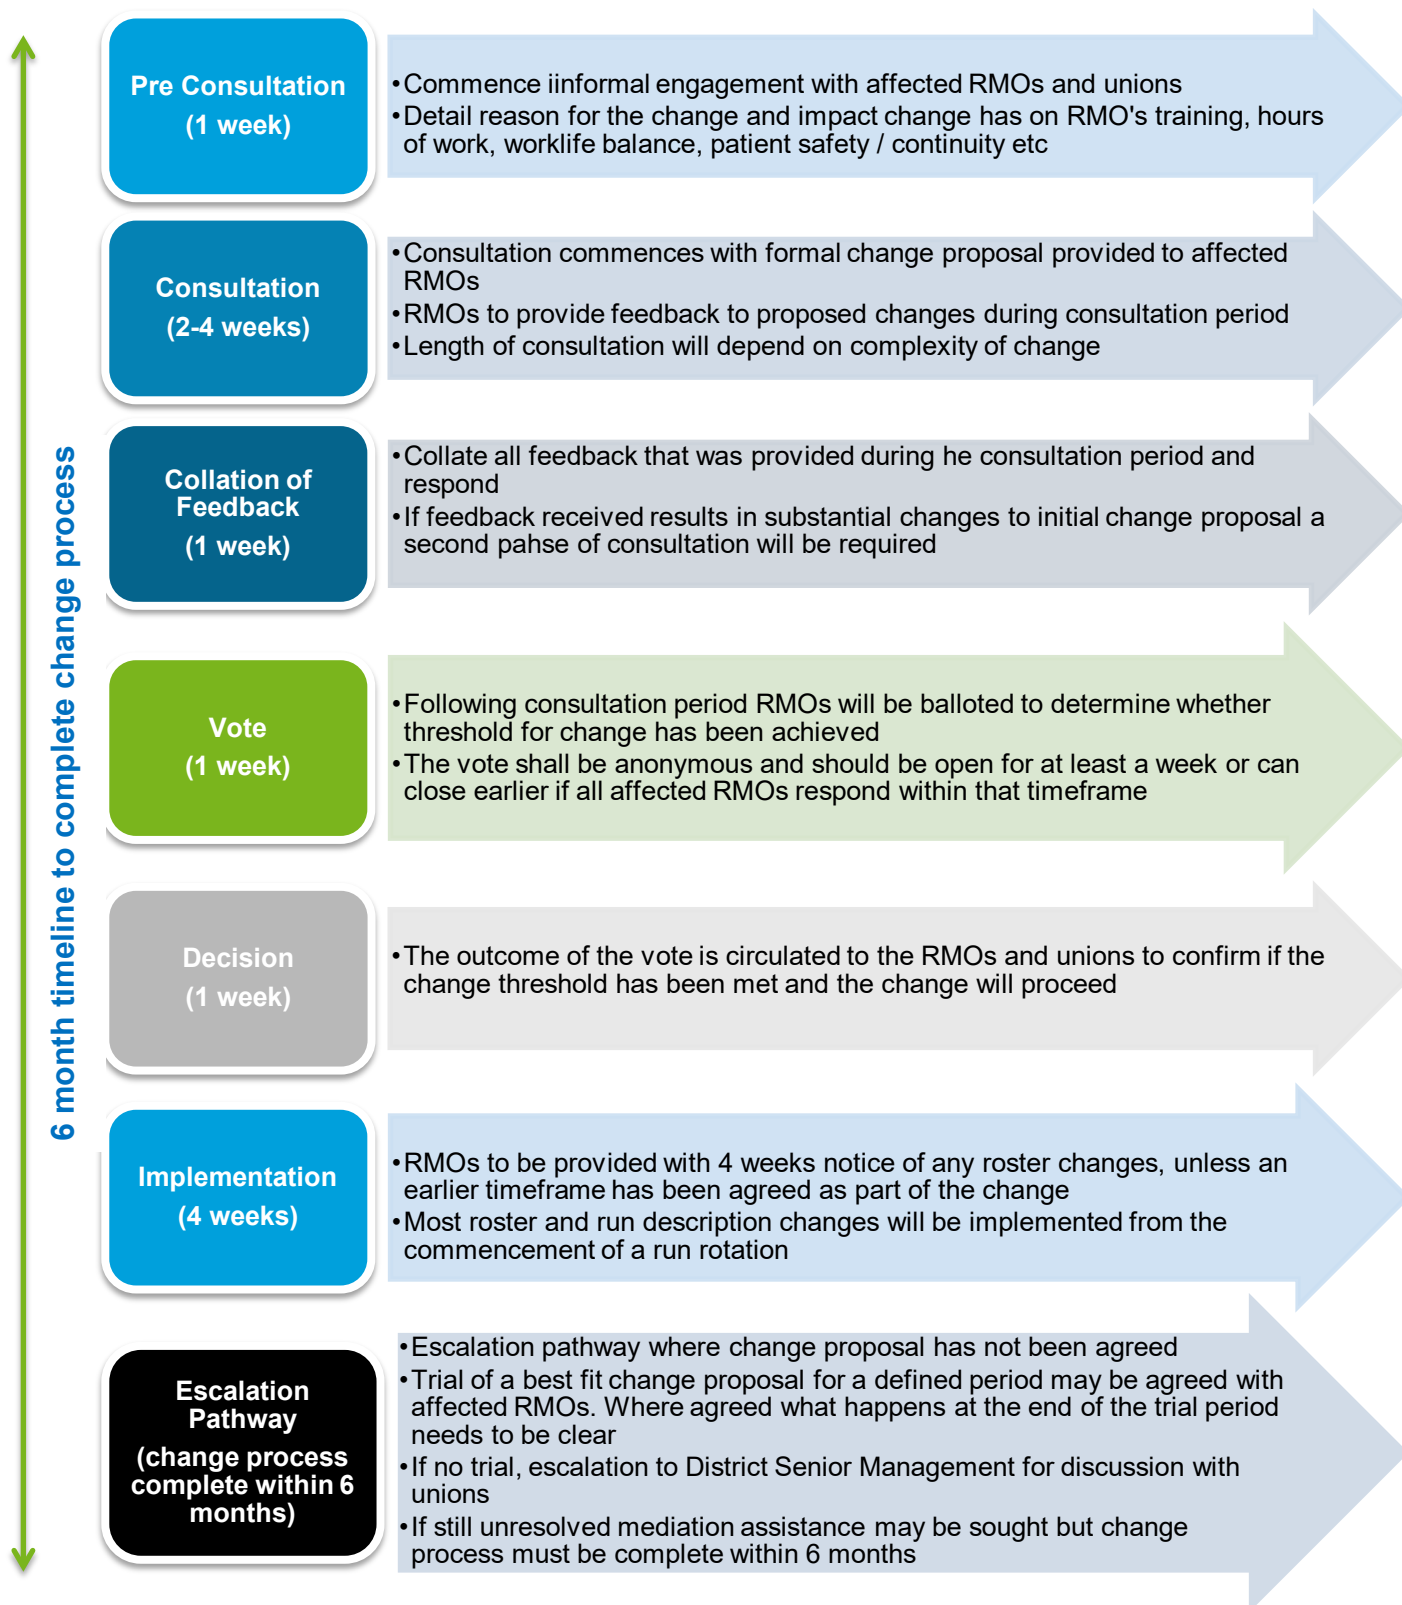 6 month timeline to complete change process
Pre Consultation
(1 week)
•Commence iinformal engagement with affected RMOs and unions
•Detail reason for the change and impact change has on RMO's training, hours
of work, worklife balance, patient safety / continuity etc
Consultation
(2-4 weeks)
•Consultation commences with formal change proposal provided to affected
RMOs
•RMOs to provide feedback to proposed changes during consultation period
•Length of consultation will depend on complexity of change
Collation of
Feedback
(1 week)
•Collate all feedback that was provided during he consultation period and
respond
•If feedback received results in substantial changes to initial change proposal a
second pahse of consultation will be required
Vote
(1 week)
•Following consultation period RMOs will be balloted to determine whether
threshold for change has been achieved
•The vote shall be anonymous and should be open for at least a week or can
close earlier if all affected RMOs respond within that timeframe
Decision
(1 week)
•The outcome of the vote is circulated to the RMOs and unions to confirm if the
change threshold has been met and the change will proceed
Implementation
(4 weeks)
•RMOs to be provided with 4 weeks notice of any roster changes, unless an
earlier timeframe has been agreed as part of the change
•Most roster and run description changes will be implemented from the
commencement of a run rotation
Escalation
Pathway
(change process
complete within 6
months)
•Escalation pathway where change proposal has not been agreed
•Trial of a best fit change proposal for a defined period may be agreed with
affected RMOs. Where agreed what happens at the end of the trial period
needs to be clear
•If no trial, escalation to District Senior Management for discussion with
unions
•If still unresolved mediation assistance may be sought but change
process must be complete within 6 months